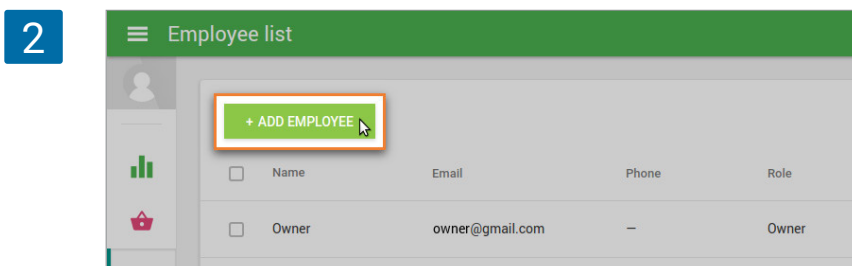 2
Employee list
+ ADD EMPLOYEE
Name Email Phone Role
Owner owner@gmail.com — Owner